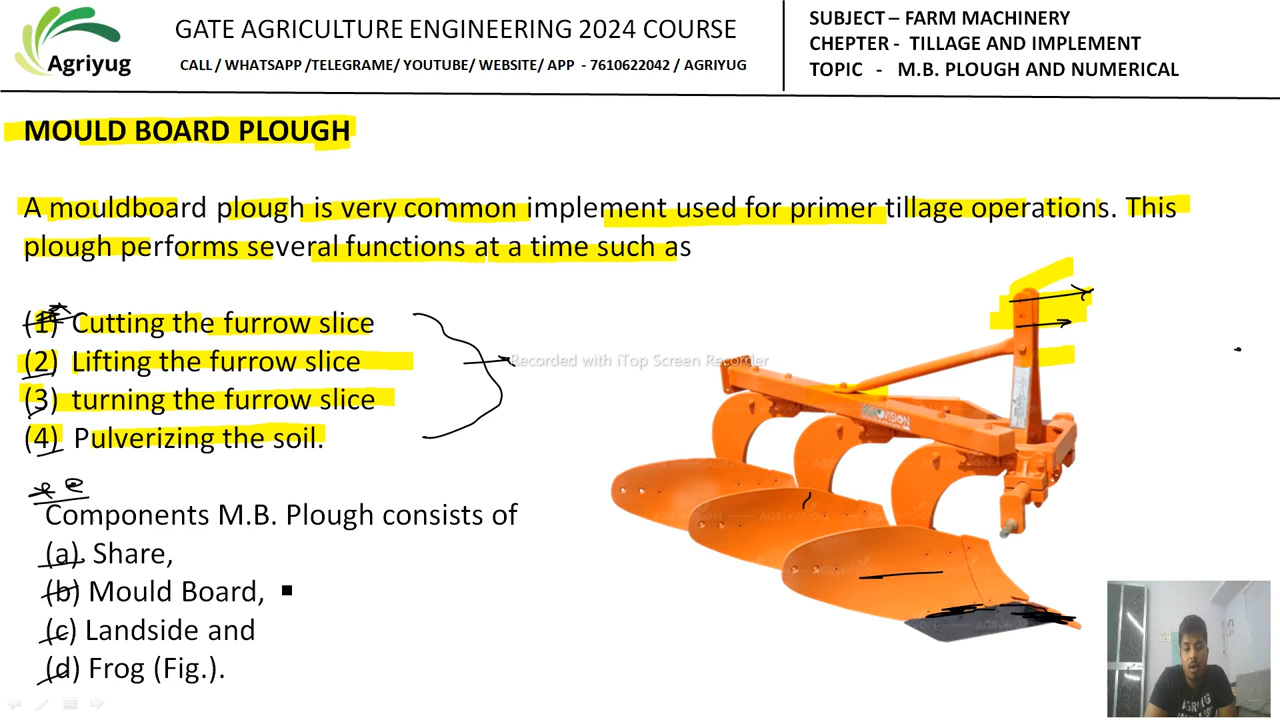 GATE AGRICULTURE ENGINEERING 2024 COURSE
CALL / WHATSAPP /TELEGRAME/ YOUTUBE/ WEBSITE/ APP - 7610622042 / AGRIYUG
Agriyug
SUBJECT – FARM MACHINERY
CHEPTER - TILLAGE AND IMPLEMENT
TOPIC - M.B. PLOUGH AND NUMERICAL
MOULD BOARD PLOUGH
A mouldboard plough is very common implement used for primer tillage operations. This
plough performs several functions at a time such as
(1) Cutting the furrow slice
(2) Lifting the furrow slice
(3) turning the furrow slice
(4) Pulverizing the soil.
Recorded with iTop Screen Recorder
Components M.B. Plough consists of
(a). Share,
(b) Mould Board,
(c) Landside and
(d) Frog (Fig.).